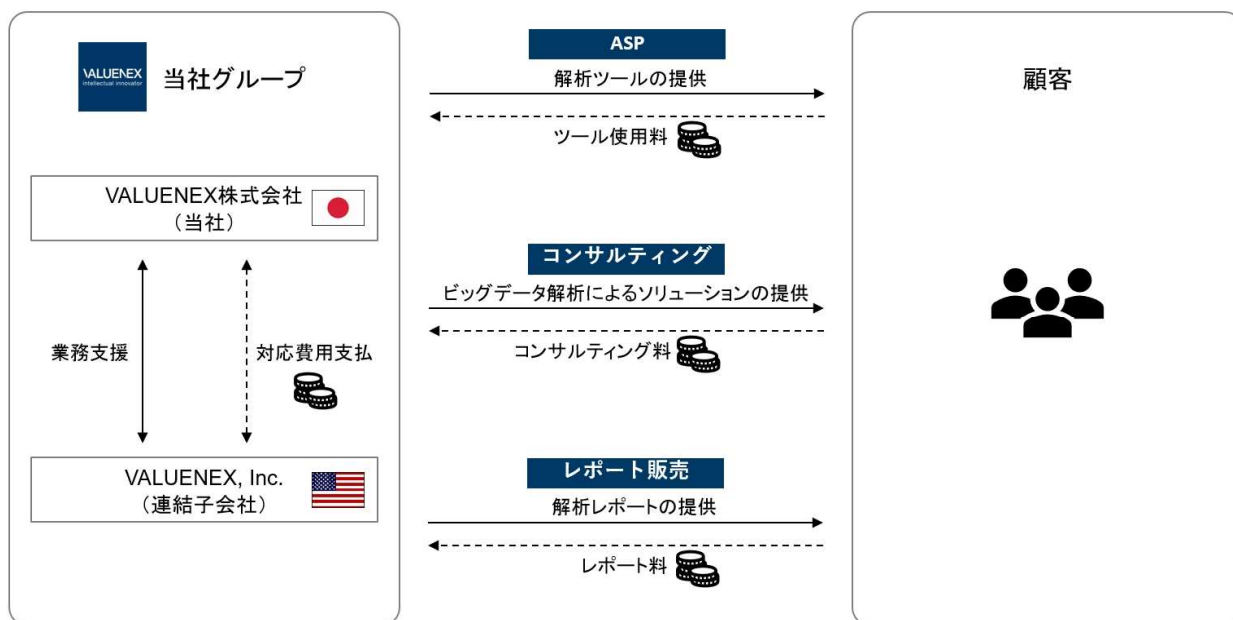 VALUENEX
intellectual innovator
当社グループ
VALUENEX株式会社
（当社）
業務支援
対応費用支払
VALUENEX, Inc.
（連結子会社）
ASP
解析ツールの提供
ツール使用料
コンサルティング
ビッグデータ解析によるソリューションの提供
コンサルティング料
レポート販売
解析レポートの提供
レポート料
顧客